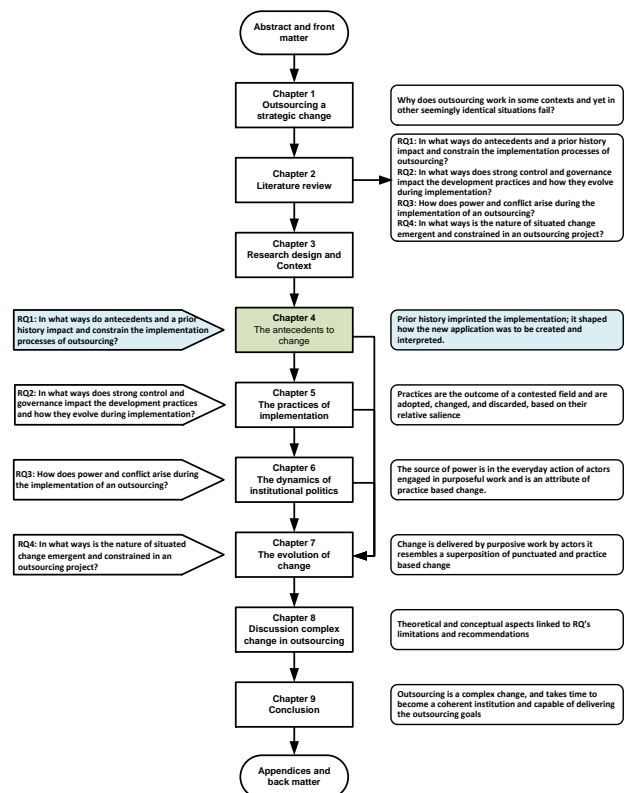 Abstract and front
matter
Chapter 1
Outsourcing a
strategic change
Why does outsourcing work in some contexts and yet in
other seemingly identical situations fail?
Chapter 2
Literature review
RQ1: In what ways do antecedents and a prior history
impact and constrain the implementation processes of
outsourcing?
RQ2: In what ways does strong control and governance
impact the development practices and how they evolve
during implementation?
RQ3: How does power and conflict arise during the
implementation of an outsourcing?
RQ4: In what ways is the nature of situated change
emergent and constrained in an outsourcing project?
Chapter 3
Research design and
Context
RQ1: In what ways do antecedents and a prior
history impact and constrain the implementation
processes of outsourcing?
Chapter 4
The antecedents to
change
Prior history imprinted the implementation; it shaped
how the new application was to be created and
interpreted.
RQ2: In what ways does strong control and
governance impact the development practices
and how they evolve during implementation?
Chapter 5
The practices of
implementation
Practices are the outcome of a contested field and are
adopted, changed, and discarded, based on their
relative salience
RQ3: How does power and conflict arise during
the implementation of an outsourcing?
Chapter 6
The dynamics of
institutional politics
The source of power is in the everyday action of actors
engaged in purposeful work and is an attribute of
practice based change.
RQ4: In what ways is the nature of situated
change emergent and constrained in an
outsourcing project?
Chapter 7
The evolution of
change
Change is delivered by purposive work by actors it
resembles a superposition of punctuated and practice
based change
Chapter 8
Discussion complex
change in outsourcing
Theoretical and conceptual aspects linked to RQ's
limitations and recommendations
Chapter 9
Conclusion
Outsourcing is a complex change, and takes time to
become a coherent institution and capable of delivering
the outsourcing goals
Appendices and
back matter